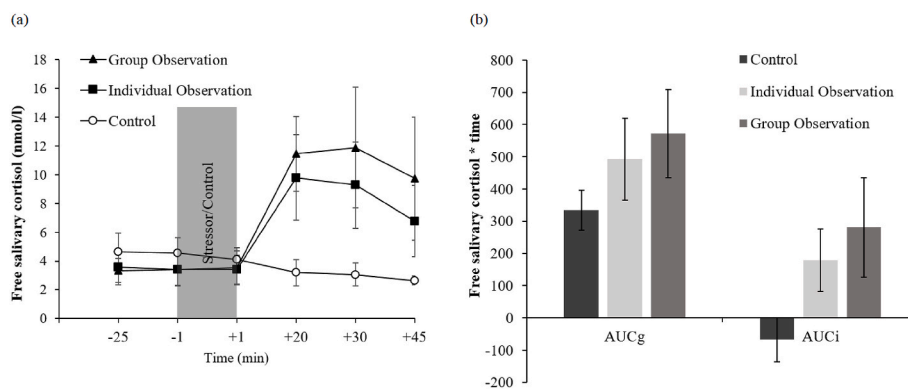 (a)
18
16
14
12
10
8
6
4
2
0
Free salivary cortisol (nmol/l)
Group Observation
Individual Observation
Control
Stressor/Control
-25
-1
+1
+20
+30
+45
Time (min)
(b)
800
700
600
500
400
300
200
100
0
-100
-200
Free salivary cortisol * time
Control
Individual Observation
Group Observation
AUCg
AUCi